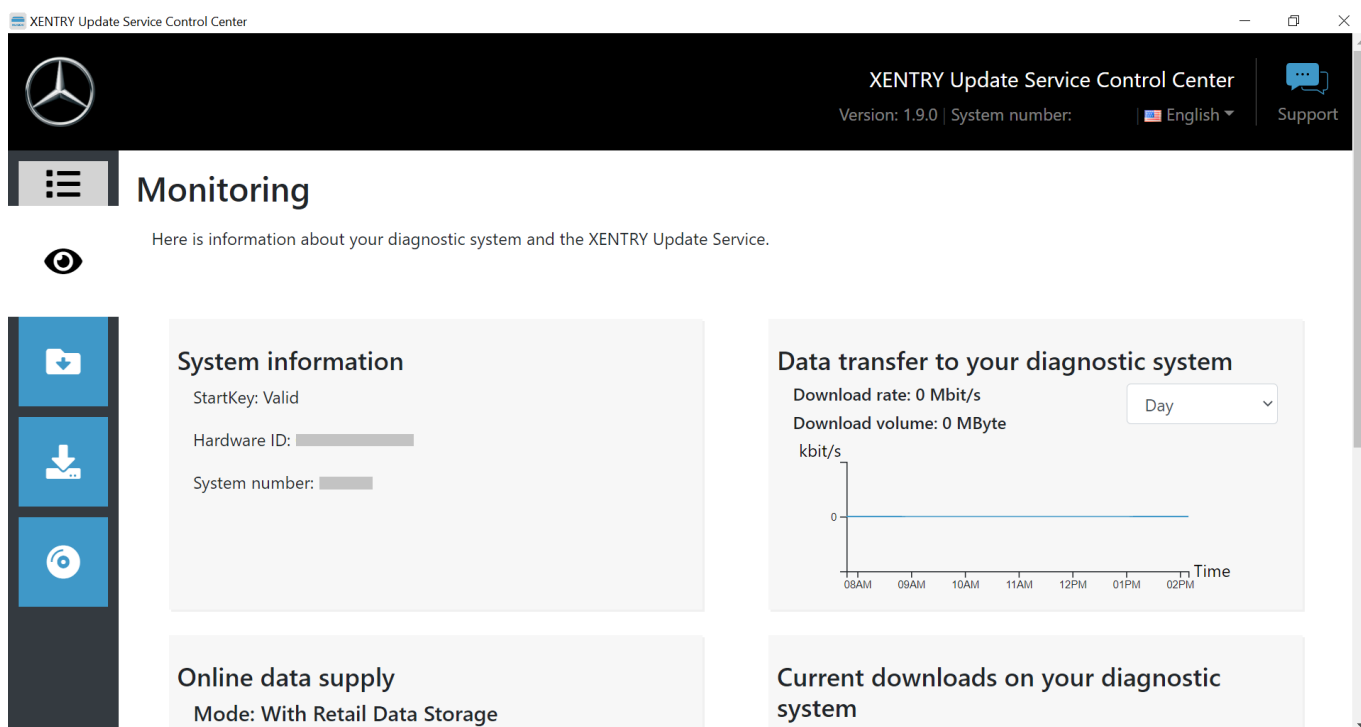 XENTRY Update Service Control Center
XENTRY Update Service Control Center
Version: 1.9.0 | System number: | English
Support
Monitoring
Here is information about your diagnostic system and the XENTRY Update Service.
System information
StartKey: Valid
Hardware ID:
System number:
Data transfer to your diagnostic system
Download rate: 0 Mbit/s
Day
Download volume: 0 MByte
kbit/s
0
Time
08AM 09AM 10AM 11AM 12PM 01PM 02PM
Online data supply
Mode: With Retail Data Storage
Current downloads on your diagnostic
system